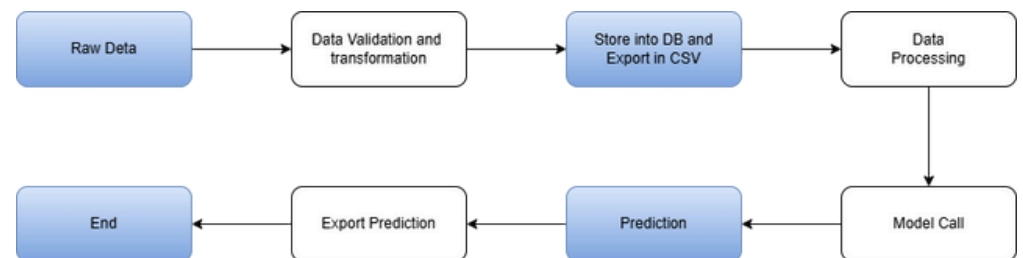 Raw Deta
Data Validation and
transformation
Store into DB and
Export in CSV
Data
Processing
Model Call
Prediction
Export Prediction
End